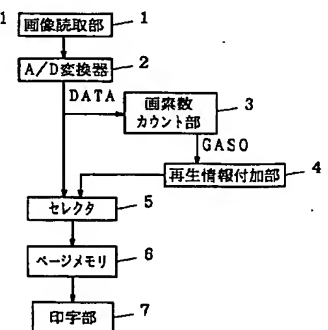 1
画像読取部 1
A/D変換器 2
DATA
画素数
カウント部 3
GASO
再生情報付加部 4
セレクタ 5
ページメモリ 6
印字部 7